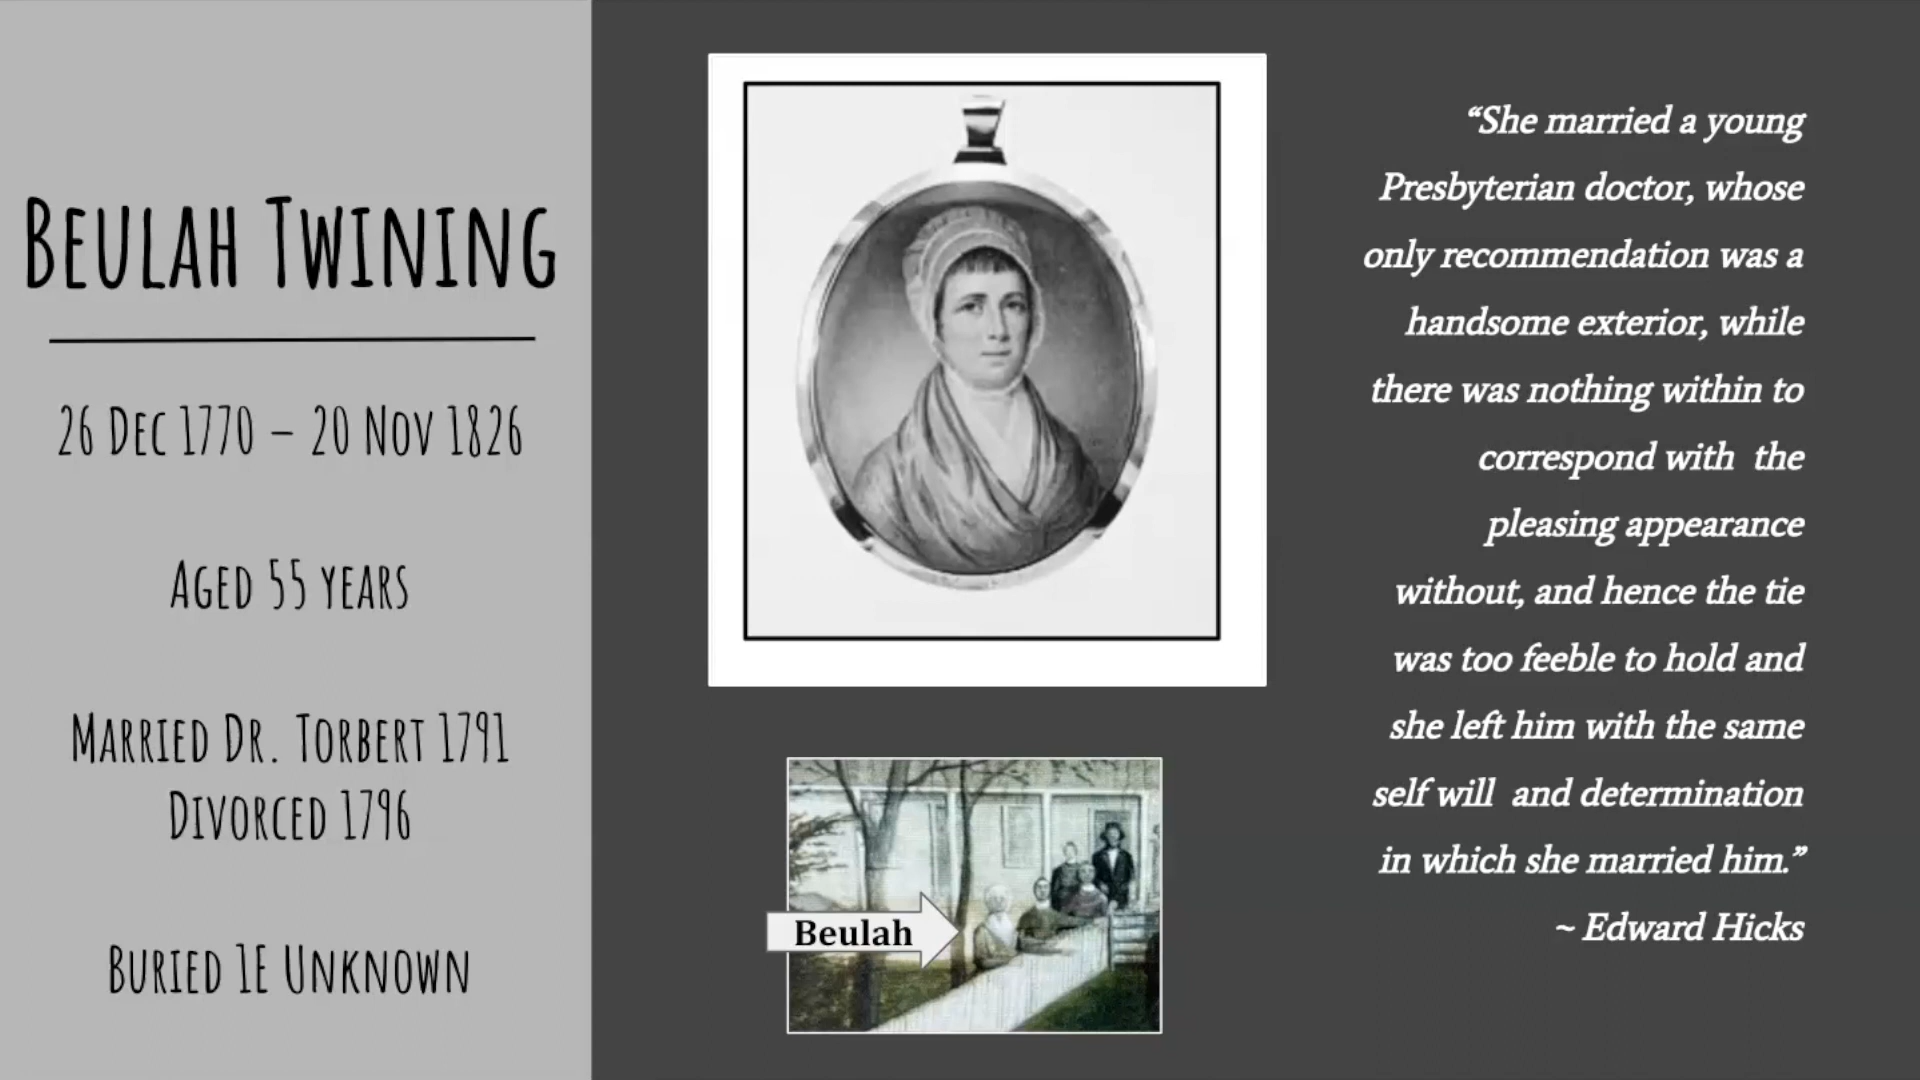 Beulah Twining
26 Dec 1770 – 20 Nov 1826
Aged 55 years
Married Dr. Torbert 1791
Divorced 1796
Buried 1E Unknown
Beulah
“She married a young
Presbyterian doctor, whose
only recommendation was a
handsome exterior, while
there was nothing within to
correspond with  the
pleasing appearance
without, and hence the tie
was too feeble to hold and
she left him with the same
self will  and determination
in which she married him.”
~ Edward Hicks